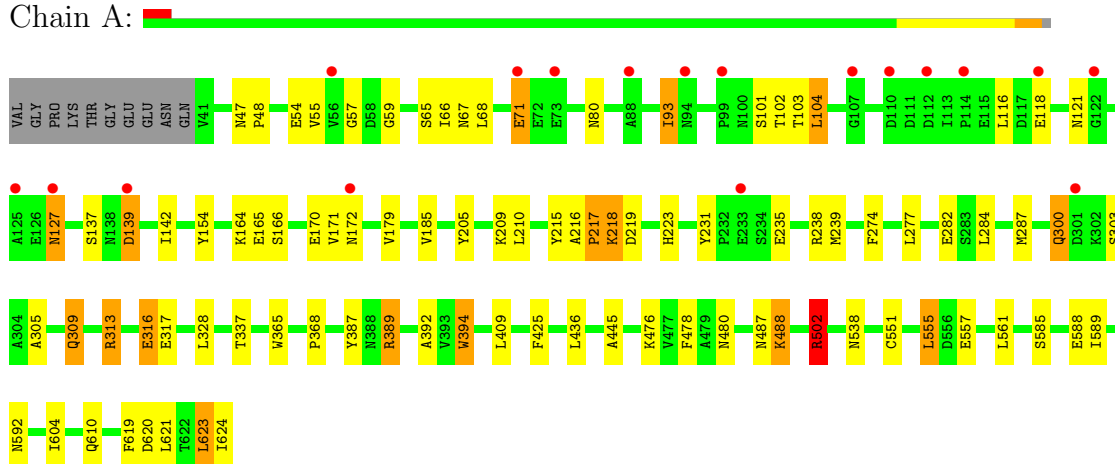 Chain A:
VAL GLY PRO LYS THR GLY GLU GLU ASN GLN V41 N47 P48 E54 V55 V56 G57 D58 G59 S65 I66 N67 L68 E71 E72 E73 N80 A88 I93 N94 P99 N100 S101 T102 T103 L104 G107 D110 D111 D112 I113 P114 E115 L116 D117 E118 N121 G122
A125 E126 N127 S137 N138 D139 I142 Y154 K164 E165 S166 E170 V171 N172 V179 V185 Y205 K209 L210 Y215 A216 P217 K218 D219 H223 Y231 P232 E233 S234 E235 R238 M239 F274 L277 E282 S283 L284 M287 Q300 D301 K302 S303
A304 A305 Q309 R313 E316 E317 L328 T337 W365 P368 Y387 N388 R389 A392 V393 W394 L409 F425 L436 A445 K476 V477 F478 A479 N480 N487 K488 R502 N538 C551 L555 D556 E557 L561 S585 E588 I589
N592 I604 Q610 F619 D620 L621 T622 L623 I624